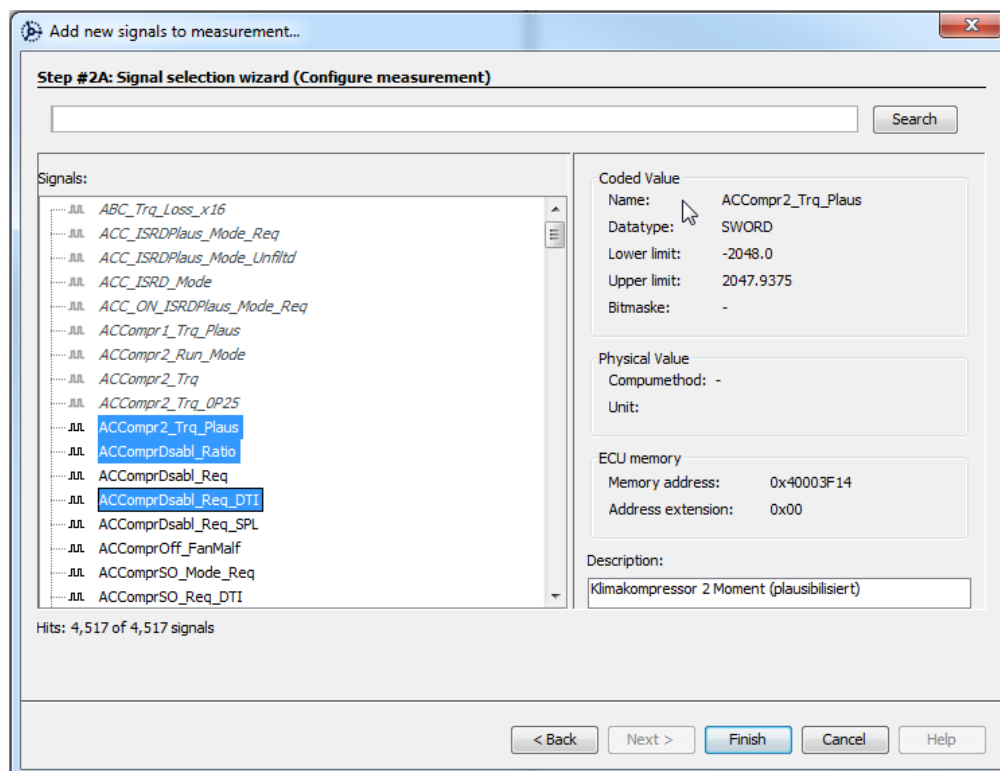 Add new signals to measurement...
Step #2A: Signal selection wizard (Configure measurement)
Search
Signals:
ABC_Trq_Loss_x16
ACC_ISRDPlaus_Mode_Req
ACC_ISRDPlaus_Mode_Unfiltd
ACC_ISRD_Mode
ACC_ON_ISRDPlaus_Mode_Req
ACCompr1_Trq_Plaus
ACCompr2_Run_Mode
ACCompr2_Trq
ACCompr2_Trq_0P25
ACCompr2_Trq_Plaus
ACComprDsabl_Ratio
ACComprDsabl_Req
ACComprDsabl_Req_DTI
ACComprDsabl_Req_SPL
ACComprOff_FanMalf
ACComprSO_Mode_Req
ACComprSO_Req_DTI
Hits: 4,517 of 4,517 signals
Coded Value
Name: ACCompr2_Trq_Plaus
Datatype: SWORD
Lower limit: -2048.0
Upper limit: 2047.9375
Bitmaske: -
Physical Value
Compumethod: -
Unit:
ECU memory
Memory address: 0x40003F14
Address extension: 0x00
Description:
Klimakompressor 2 Moment (plausibilisiert)
< Back Next > Finish Cancel Help